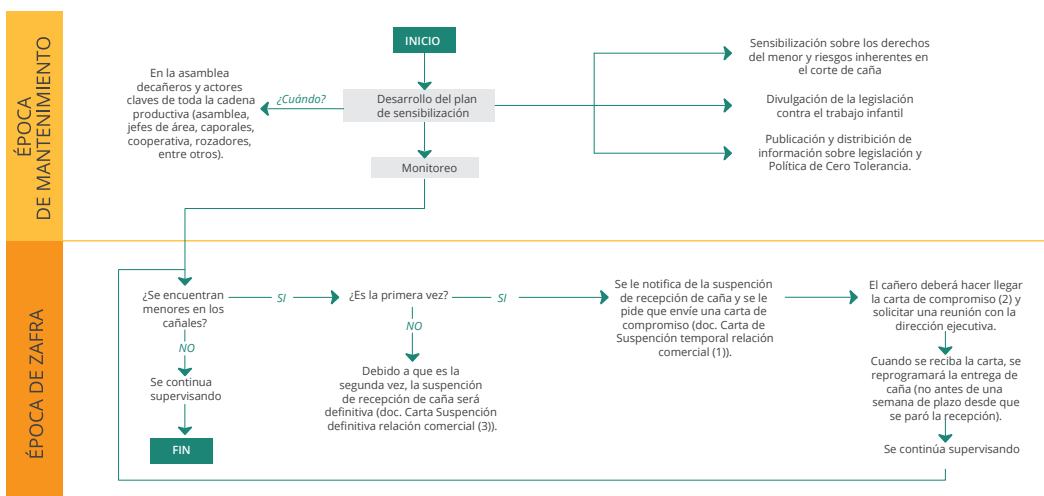 ÉPOCA
DE MANTENIMIENTO
INICIO
Desarrollo del plan
de sensibilización
¿Cuándo?
En la asamblea
decañeros y actores
claves de toda la cadena
productiva (asamblea,
jefes de área, caporales,
cooperativa, rozadores,
entre otros).
Sensibilización sobre los derechos
del menor y riesgos inherentes en
el corte de caña
Divulgación de la legislación
contra el trabajo infantil
Publicación y distribición de
información sobre legislación y
Política de Cero Tolerancia.
Monitoreo
ÉPOCA DE ZAFRA
¿Se encuentran
menores en los
cañales?
SI
¿Es la primera vez?
SI
Se le notifica de la suspención
de recepción de caña y se le
pide que envíe una carta de
compromiso (doc. Carta de
Suspención temporal relación
comercial (1)).
El cañero deberá hacer llegar
la carta de compromiso (2) y
solicitar una reunión con la
dirección ejecutiva.
NO
Se continua
supervisando
FIN
NO
Debido a que es la
segunda vez, la suspención
de recepción de caña será
definitiva (doc. Carta Suspención
definitiva relación comercial (3)).
Cuando se reciba la carta, se
reprogramará la entrega de
caña (no antes de una
semana de plazo desde que
se paró la recepción).
Se continúa supervisando